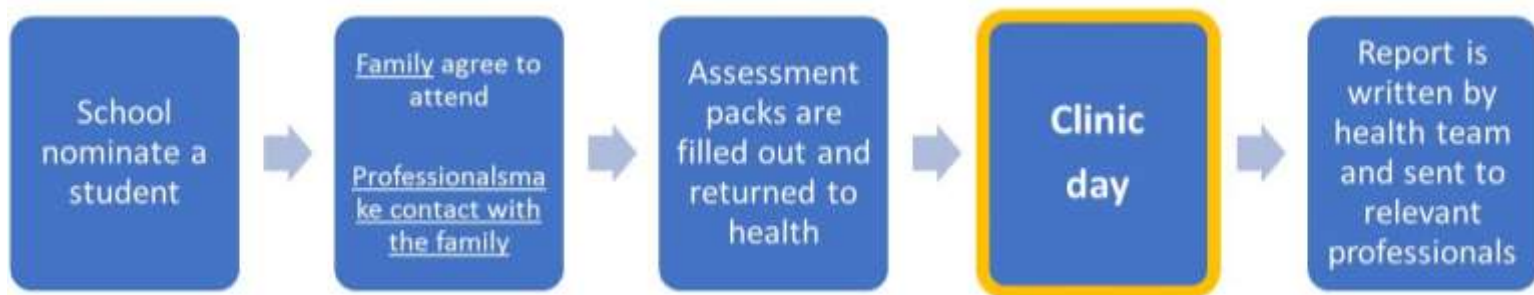 School
nominate a
student
Family agree to
attend
Professionalsma
ke contact with
the family
Assessment
packs are
filled out and
returned to
health
Clinic
day
Report is
written by
health team
and sent to
relevant
professionals